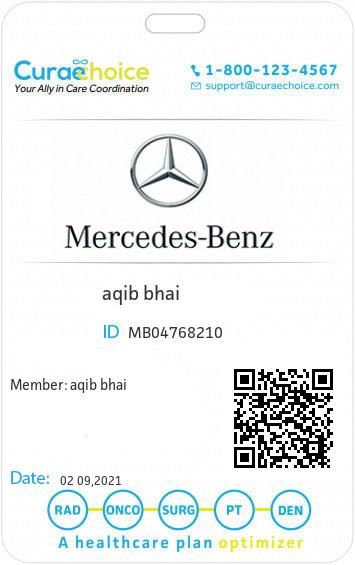 Curaechoice
Your Ally in Care Coordination
1-800-123-4567
support@curaechoice.com
Mercedes-Benz
aqib bhai
ID MB04768210
Member: aqib bhai
Date: 02 09,2021
RAD ONCO SURG PT DEN
A healthcare plan optimizer